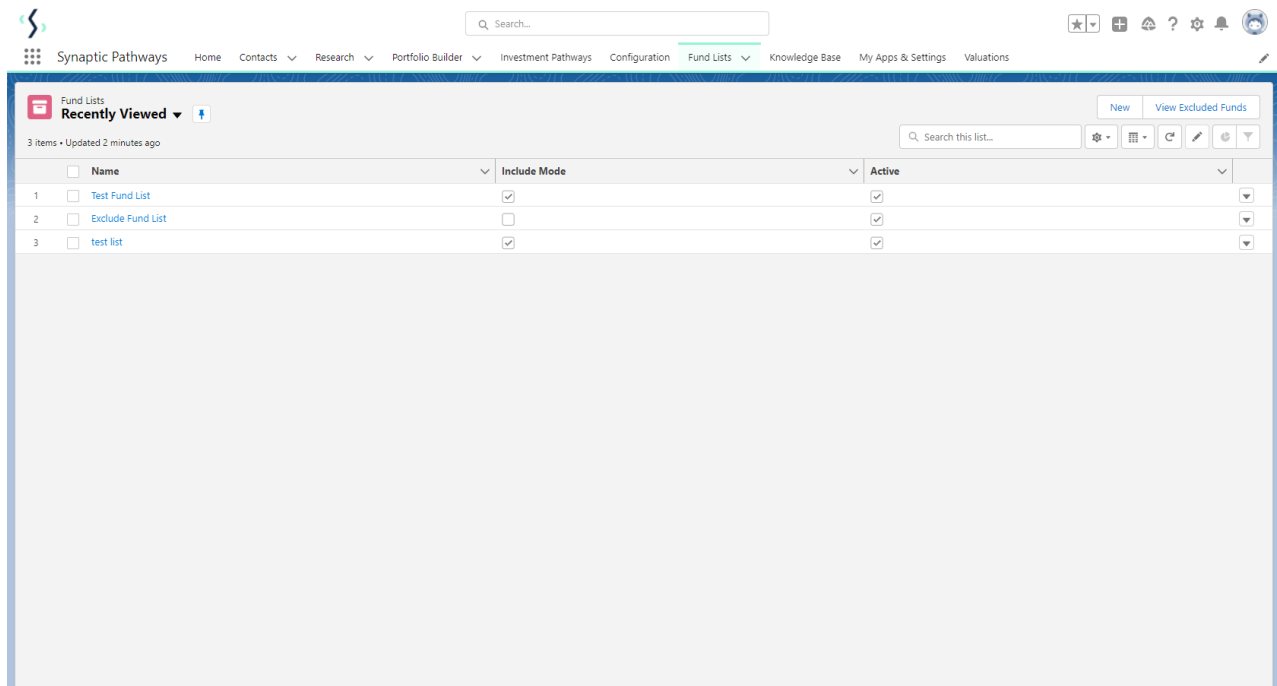 Search...
Synaptic Pathways Home Contacts Research Portfolio Builder Investment Pathways Configuration Fund Lists Knowledge Base My Apps & Settings Valuations
Fund Lists
Recently Viewed
New View Excluded Funds
3 items • Updated 2 minutes ago
Search this list...
Name Include Mode Active
1 Test Fund List
2 Exclude Fund List
3 test list